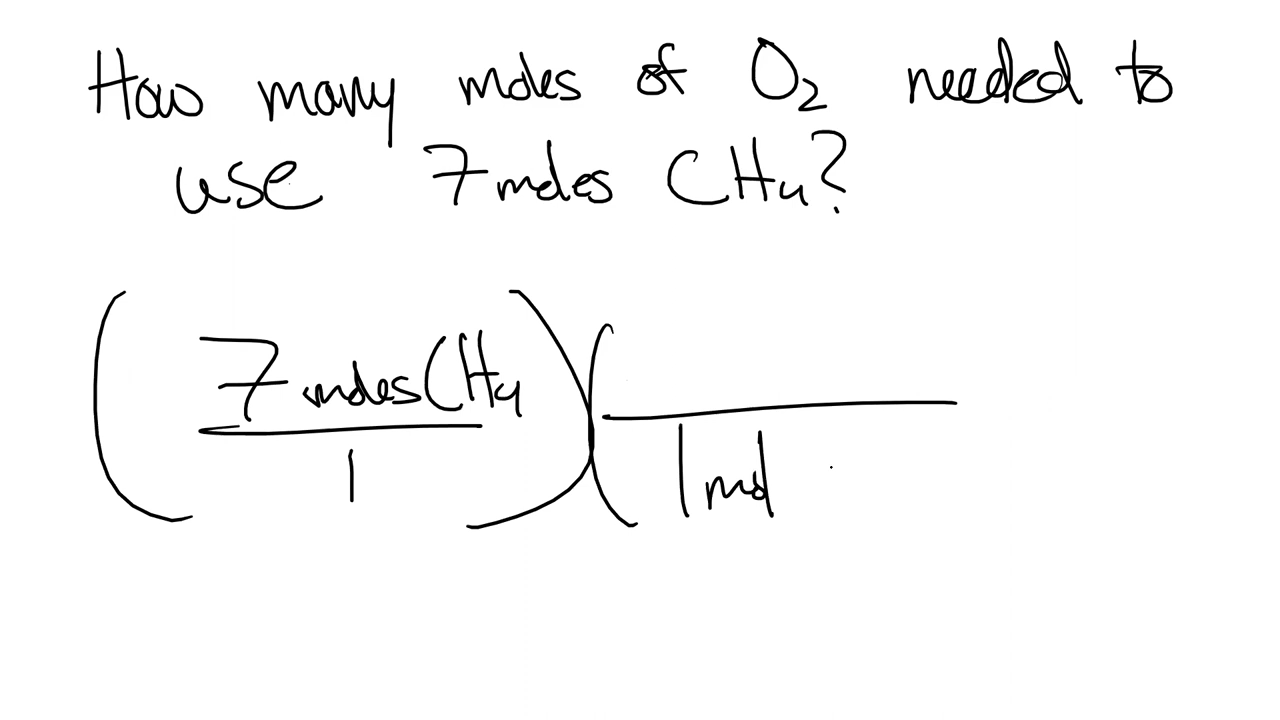 How many moles of O₂ needed to
use 7 moles CH₄?
7 moles CH₄
1
1 mol